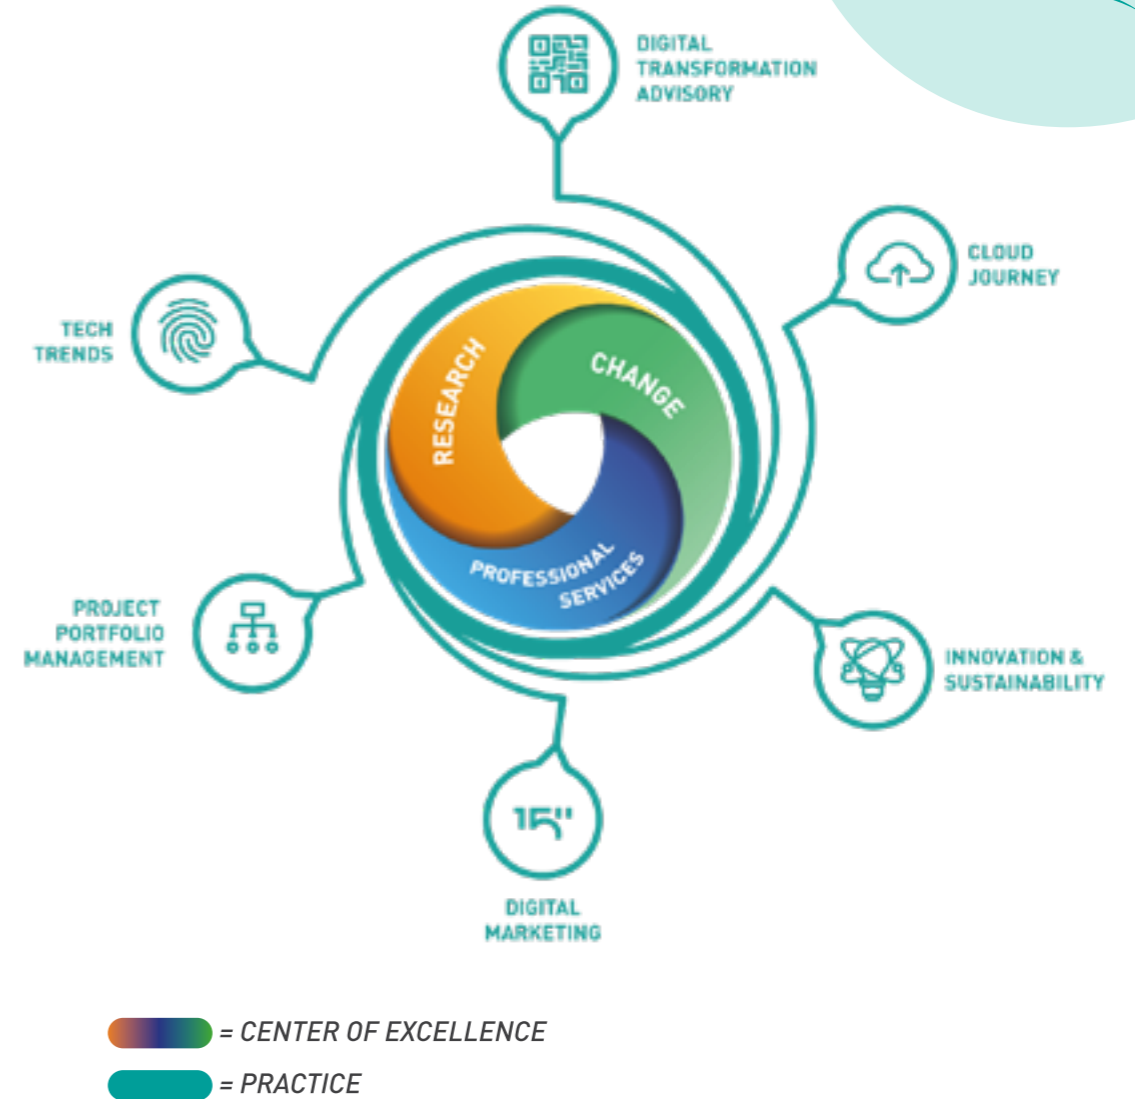 DIGITAL
TRANSFORMATION
ADVISORY
CLOUD
JOURNEY
TECH
TRENDS
RESEARCH
CHANGE
PROFESSIONAL
SERVICES
PROJECT
PORTFOLIO
MANAGEMENT
INNOVATION &
SUSTAINABILITY
15"
DIGITAL
MARKETING
= CENTER OF EXCELLENCE
= PRACTICE